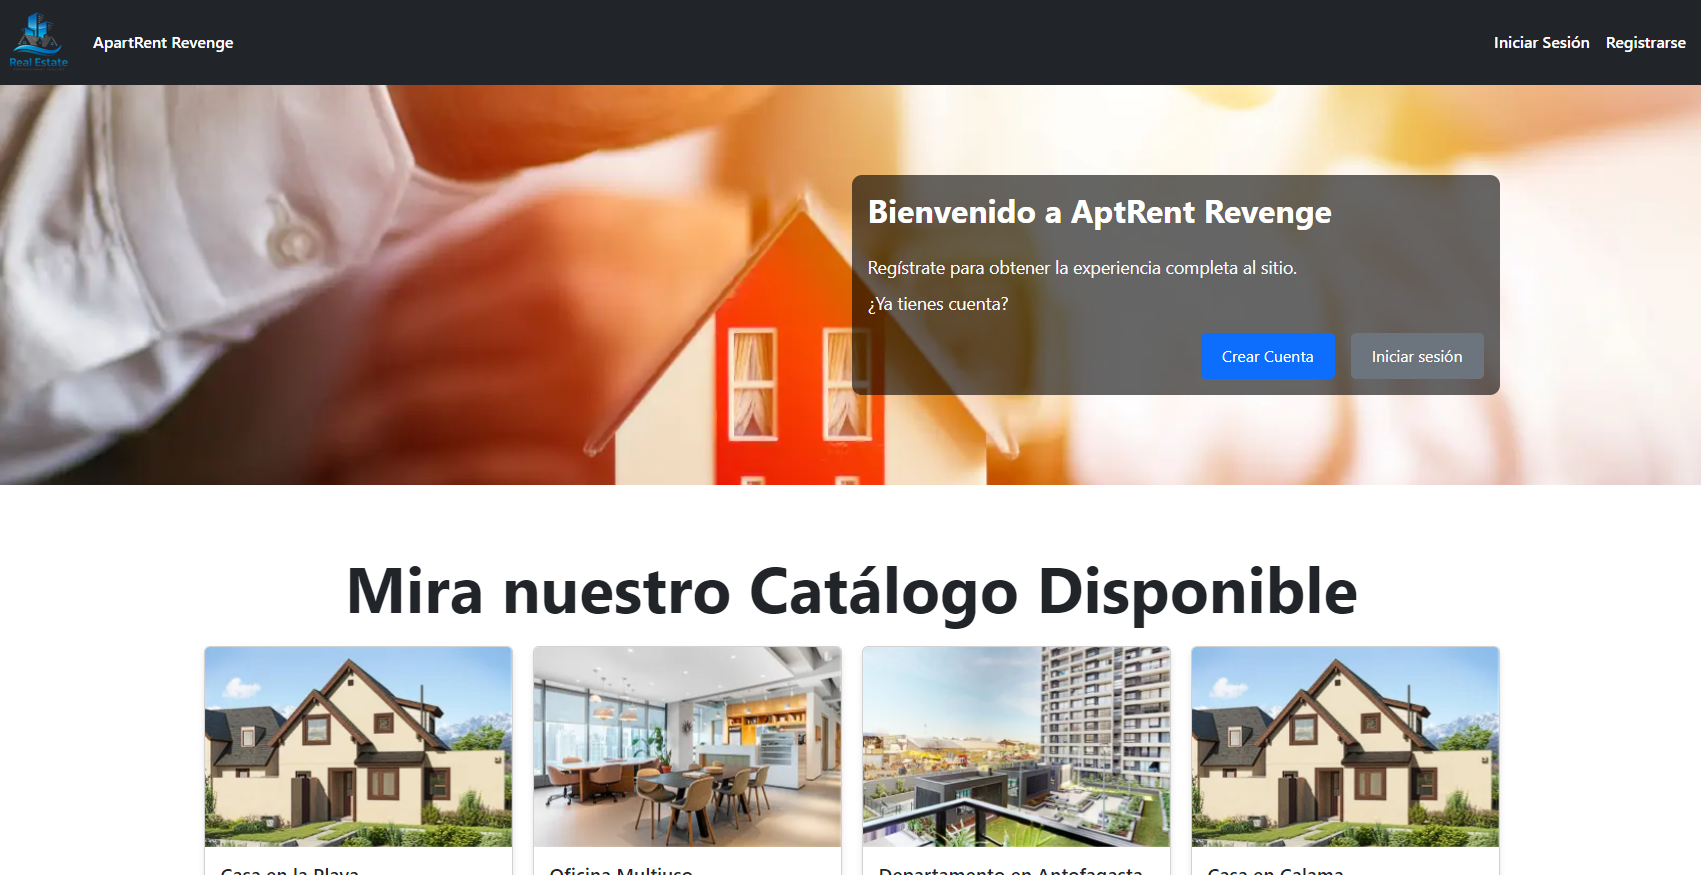 Real Estate
ApartRent Revenge
Iniciar Sesión
Registrarse
Bienvenido a AptRent Revenge
Regístrate para obtener la experiencia completa al sitio.
¿Ya tienes cuenta?
Crear Cuenta
Iniciar sesión
Mira nuestro Catálogo Disponible
Casa en la Playa
Oficina Multiuso
Departamento en Antofagasta
Casa en Calama